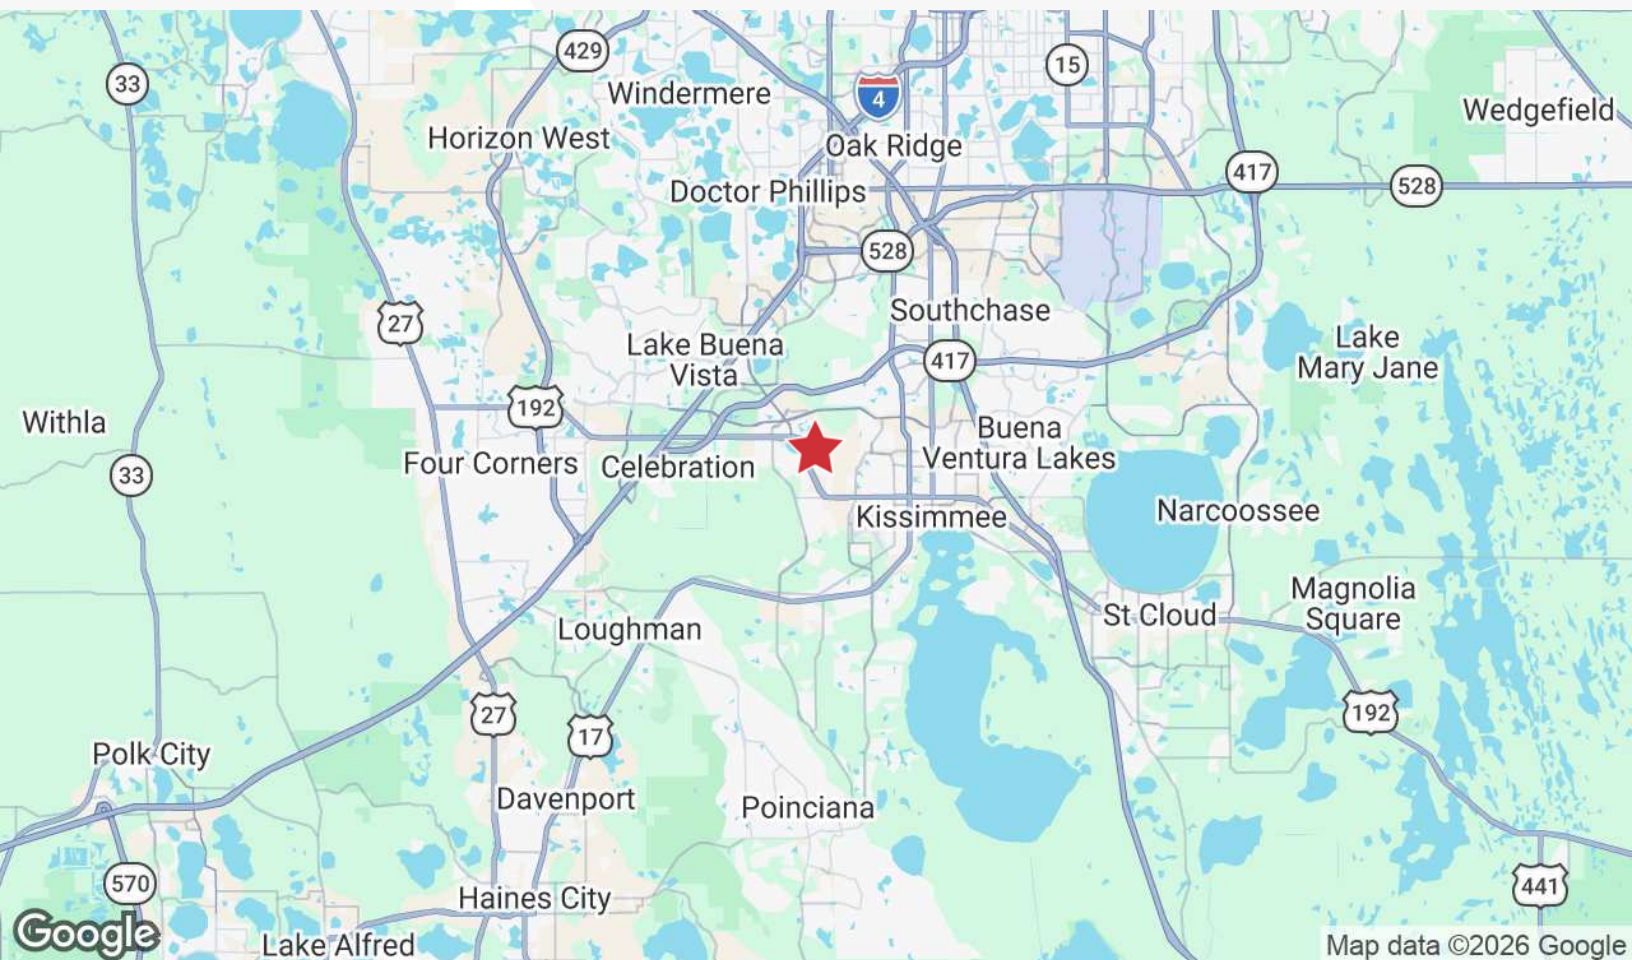 429
15
33
Windermere
4
Wedgefield
Horizon West
Oak Ridge
417
528
Doctor Phillips
528
Southchase
27
Lake Buena
Vista
417
Lake
Mary Jane
192
Withla
Buena
Ventura Lakes
Four Corners
Celebration
33
Kissimmee
Narcoossee
Magnolia
Square
St Cloud
Loughman
27
17
192
Polk City
Davenport
Poinciana
570
441
Haines City
Google
Lake Alfred
Map data ©2026 Google